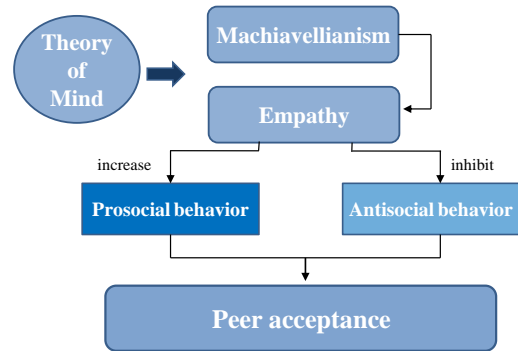 Theory
of
Mind
Machiavellianism
Empathy
increase
inhibit
Prosocial behavior
Antisocial behavior
Peer acceptance